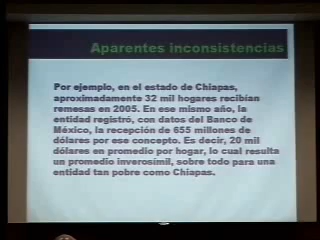 Aparentes inconsistencias
Por ejemplo, en el estado de Chiapas,
aproximadamente 32 mil hogares recibían
remesas en 2005. En ese mismo año, la
entidad registró, con datos del Banco de
México, la recepción de 655 millones de
dólares por ese concepto. Es decir, 20 mil
dólares en promedio por hogar, lo cual resulta
un promedio inverosímil, sobre todo para una
entidad tan pobre como Chiapas.